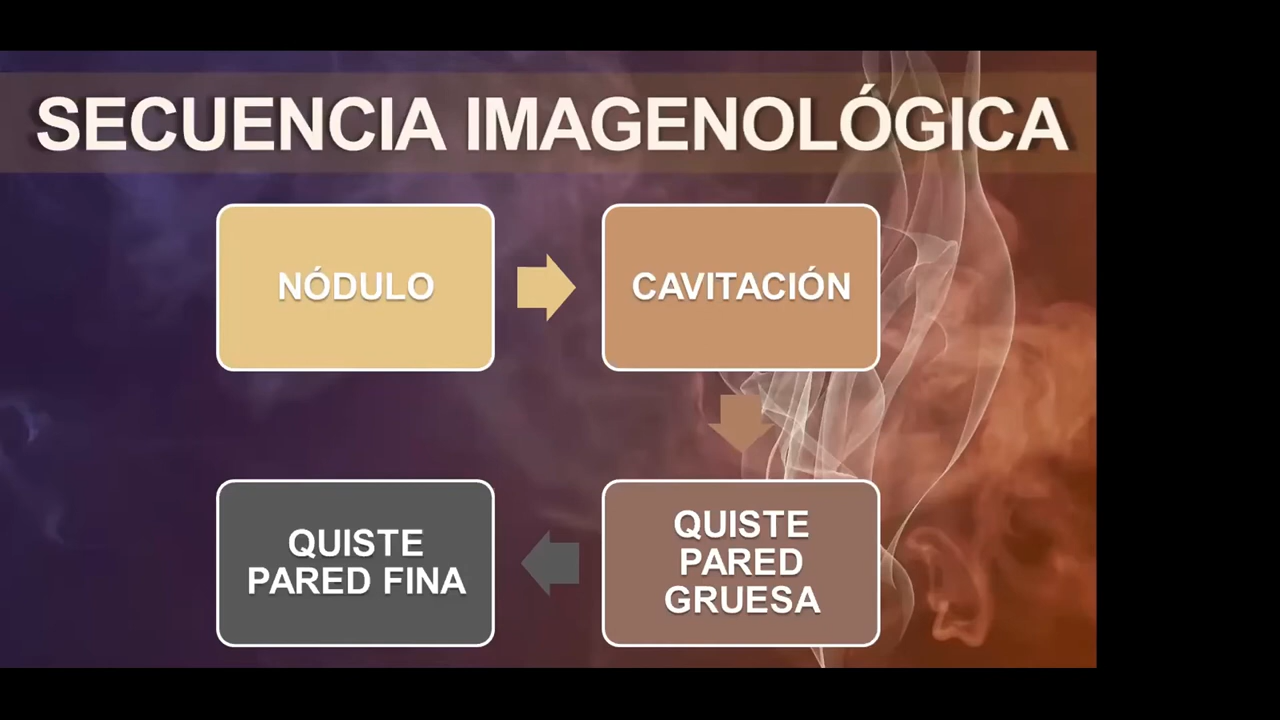 SECUENCIA IMAGENOLÓGICA
NÓDULO
CAVITACIÓN
QUISTE
PARED
GRUESA
QUISTE
PARED FINA